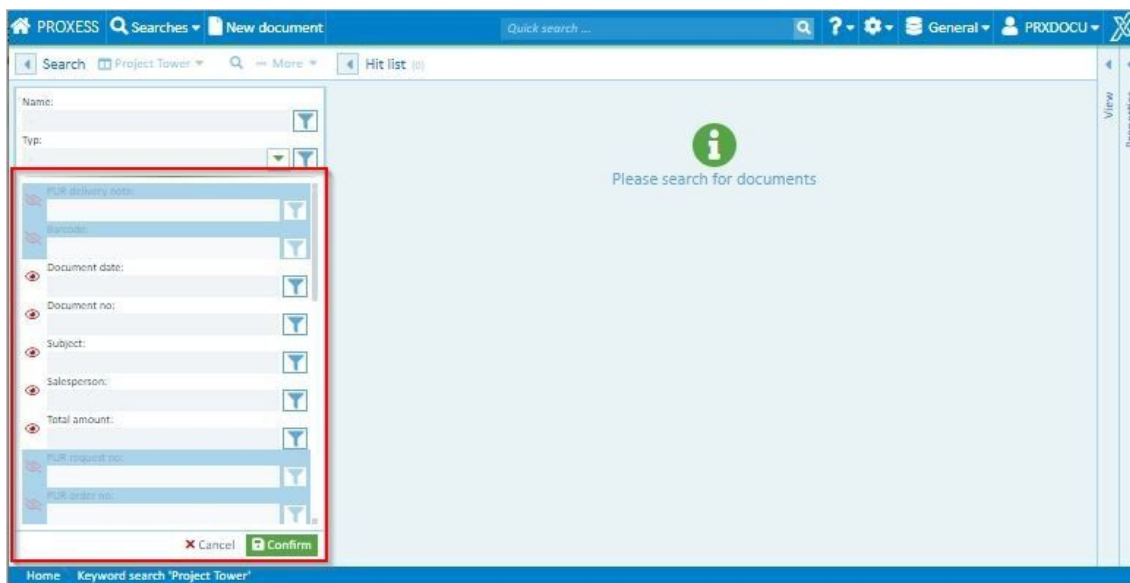 PROXESS Searches New document Quick search ... ? General PRXDOCU
Search Project Tower More Hit list (0)
Name:
Typ:
PUR delivery note:
Barcode:
Document date:
Document no:
Subject:
Salesperson:
Total amount:
PUR request no:
PUR order no:
Cancel Confirm
Please search for documents
View
Properties
Home Keyword search 'Project Tower'